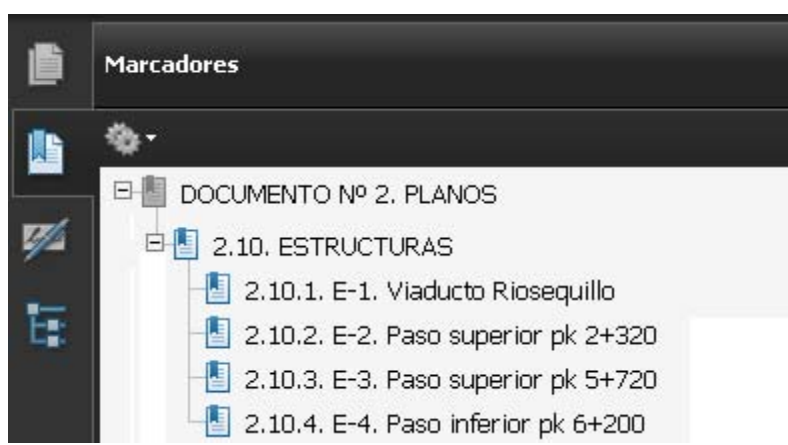 Marcadores
DOCUMENTO Nº 2. PLANOS
2.10. ESTRUCTURAS
2.10.1. E-1. Viaducto Riosequillo
2.10.2. E-2. Paso superior pk 2+320
2.10.3. E-3. Paso superior pk 5+720
2.10.4. E-4. Paso inferior pk 6+200